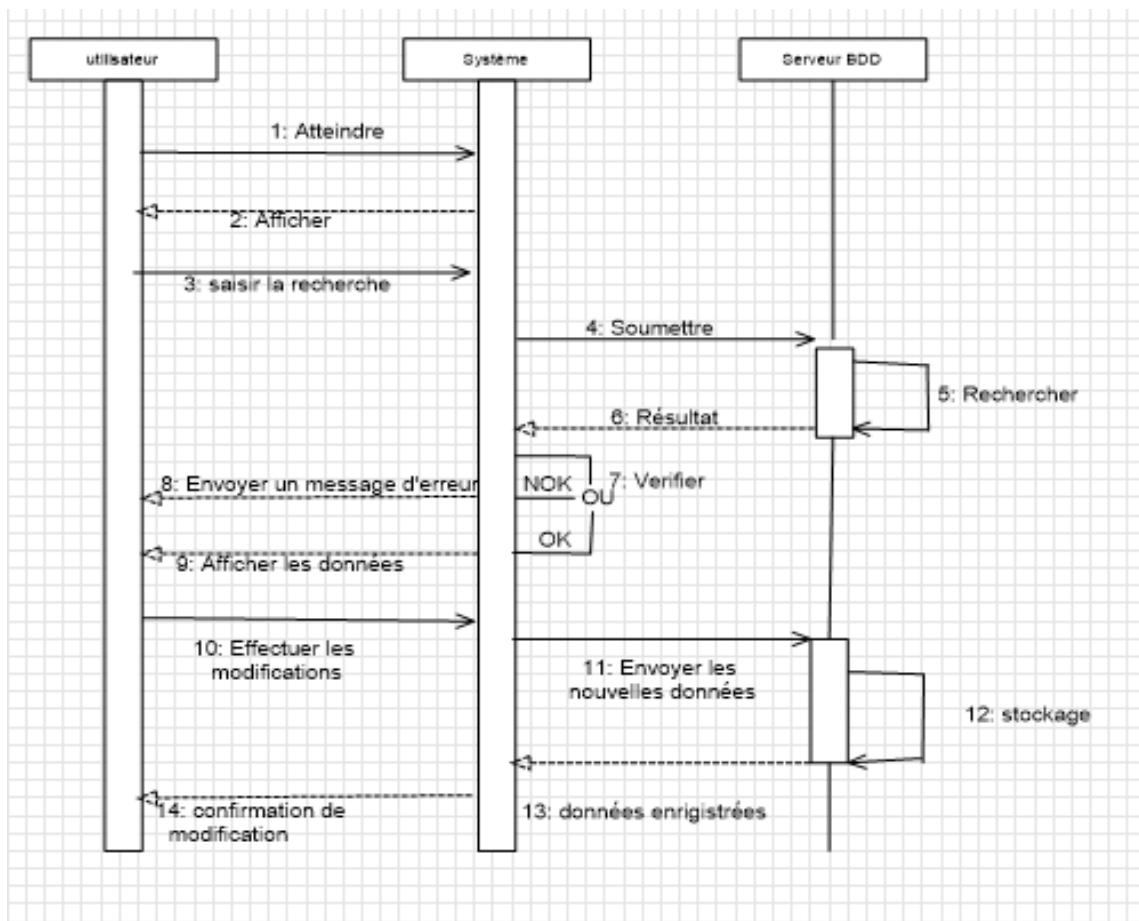 utilisateur
Système
Serveur BDD
1: Atteindre
2: Afficher
3: saisir la recherche
4: Soumettre
5: Rechercher
6: Résultat
7: Verifier
NOK
OU
8: Envoyer un message d'erreur
OK
9: Afficher les données
10: Effectuer les
modifications
11: Envoyer les
nouvelles données
12: stockage
13: données enrigistrées
14: confirmation de
modification